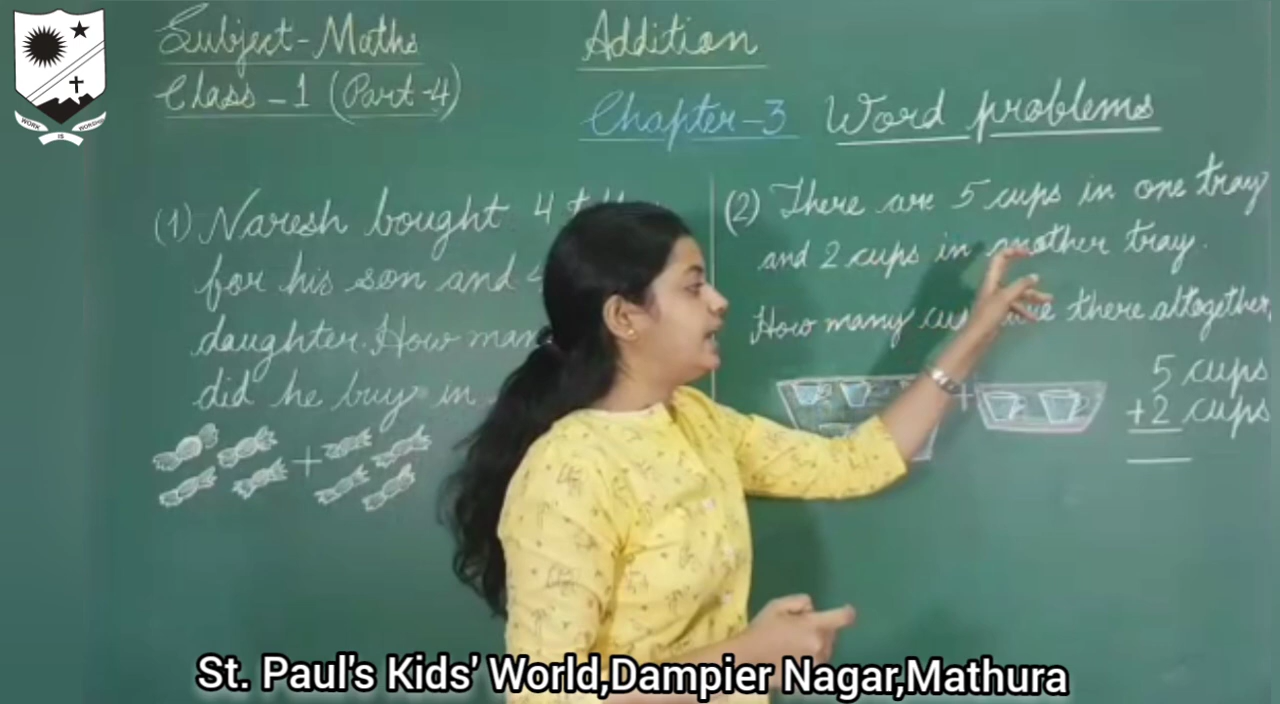 WORK IS WORSHIP
Subject-Maths
Class-1 (Part-4)
Addition
Chapter-3 Word problems
(1) Naresh bought 4
for his son and
daughter. How man
did he buy in
+
(2) There are 5 cups in one tray
and 2 cups in another tray.
How many cups are there altogether.
+
5 cups
+2 cups
St. Paul's Kids' World,Dampier Nagar,Mathura